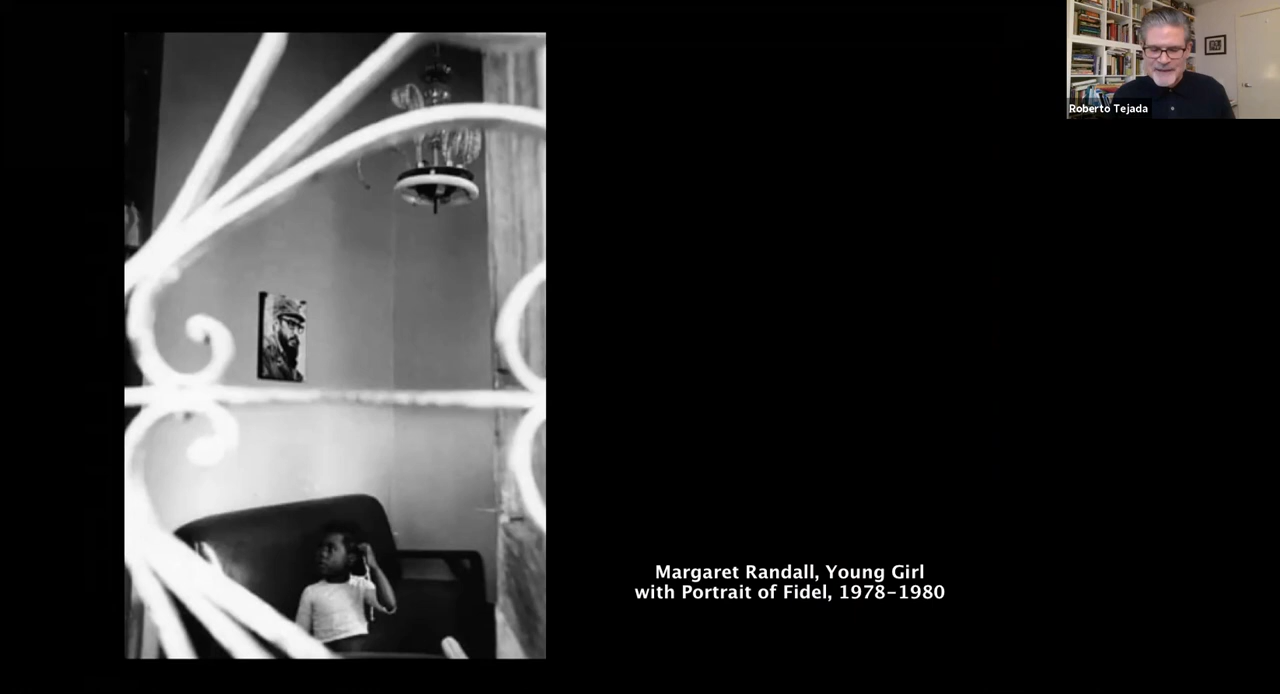 Roberto Tejada
Margaret Randall, Young Girl
with Portrait of Fidel, 1978–1980